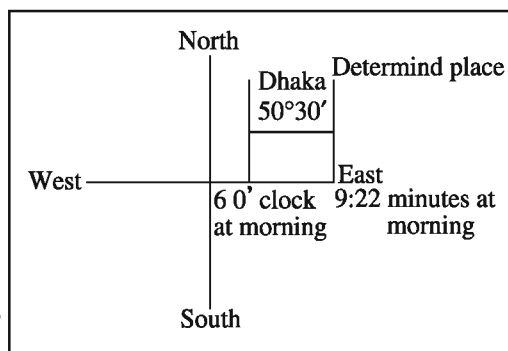 North
Dhaka
Determind place
50°30′
West
East
6 0' clock
at morning
9:22 minutes at
morning
South